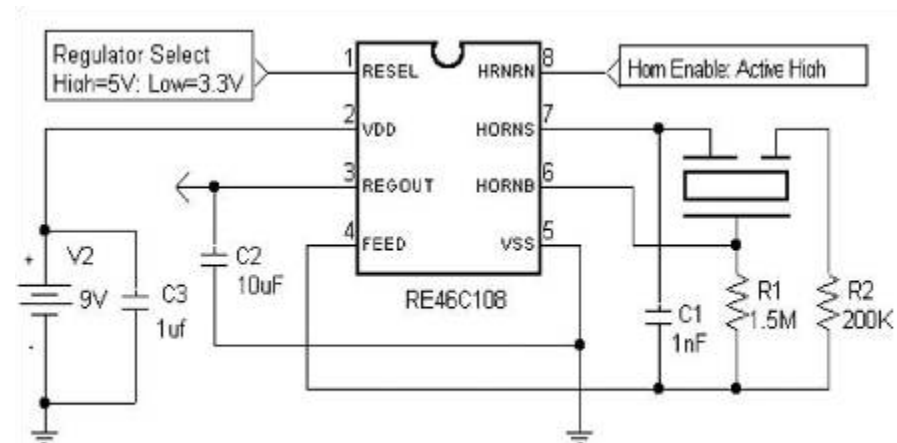 Regulator Select
High=5V: Low=3.3V
1
RESEL
HRNRN
8
Horn Enable: Active High
2
VDD
HORNS
7
3
REGOUT
HORNB
6
4
FEED
VSS
5
RE46C108
+
V2
9V
-
C3
1uf
C2
10uF
C1
1nF
R1
1.5M
R2
200K